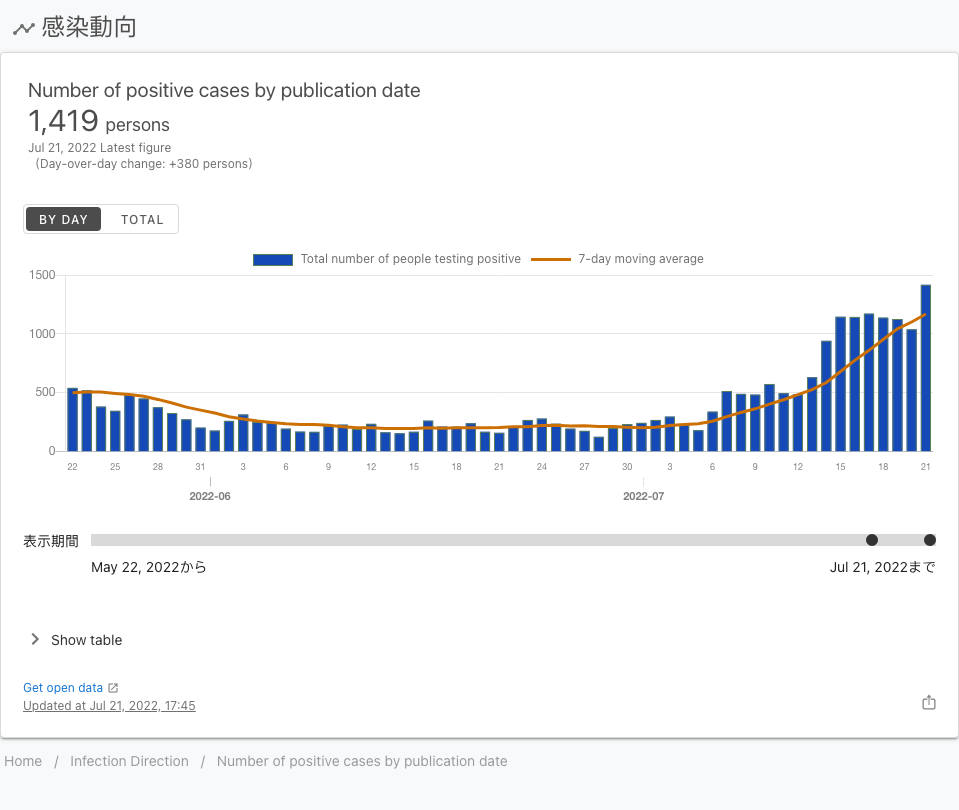 感染動向
Number of positive cases by publication date
1,419 persons
Jul 21, 2022 Latest figure
(Day-over-day change: +380 persons)
BY DAY TOTAL
Total number of people testing positive 7-day moving average
1500
1000
500
0
22 25 28 31 3 6 9 12 15 18 21 24 27 30 3 6 9 12 15 18 21
2022-06 2022-07
表示期間
May 22, 2022から Jul 21, 2022まで
Show table
Get open data
Updated at Jul 21, 2022, 17:45
Home / Infection Direction / Number of positive cases by publication date